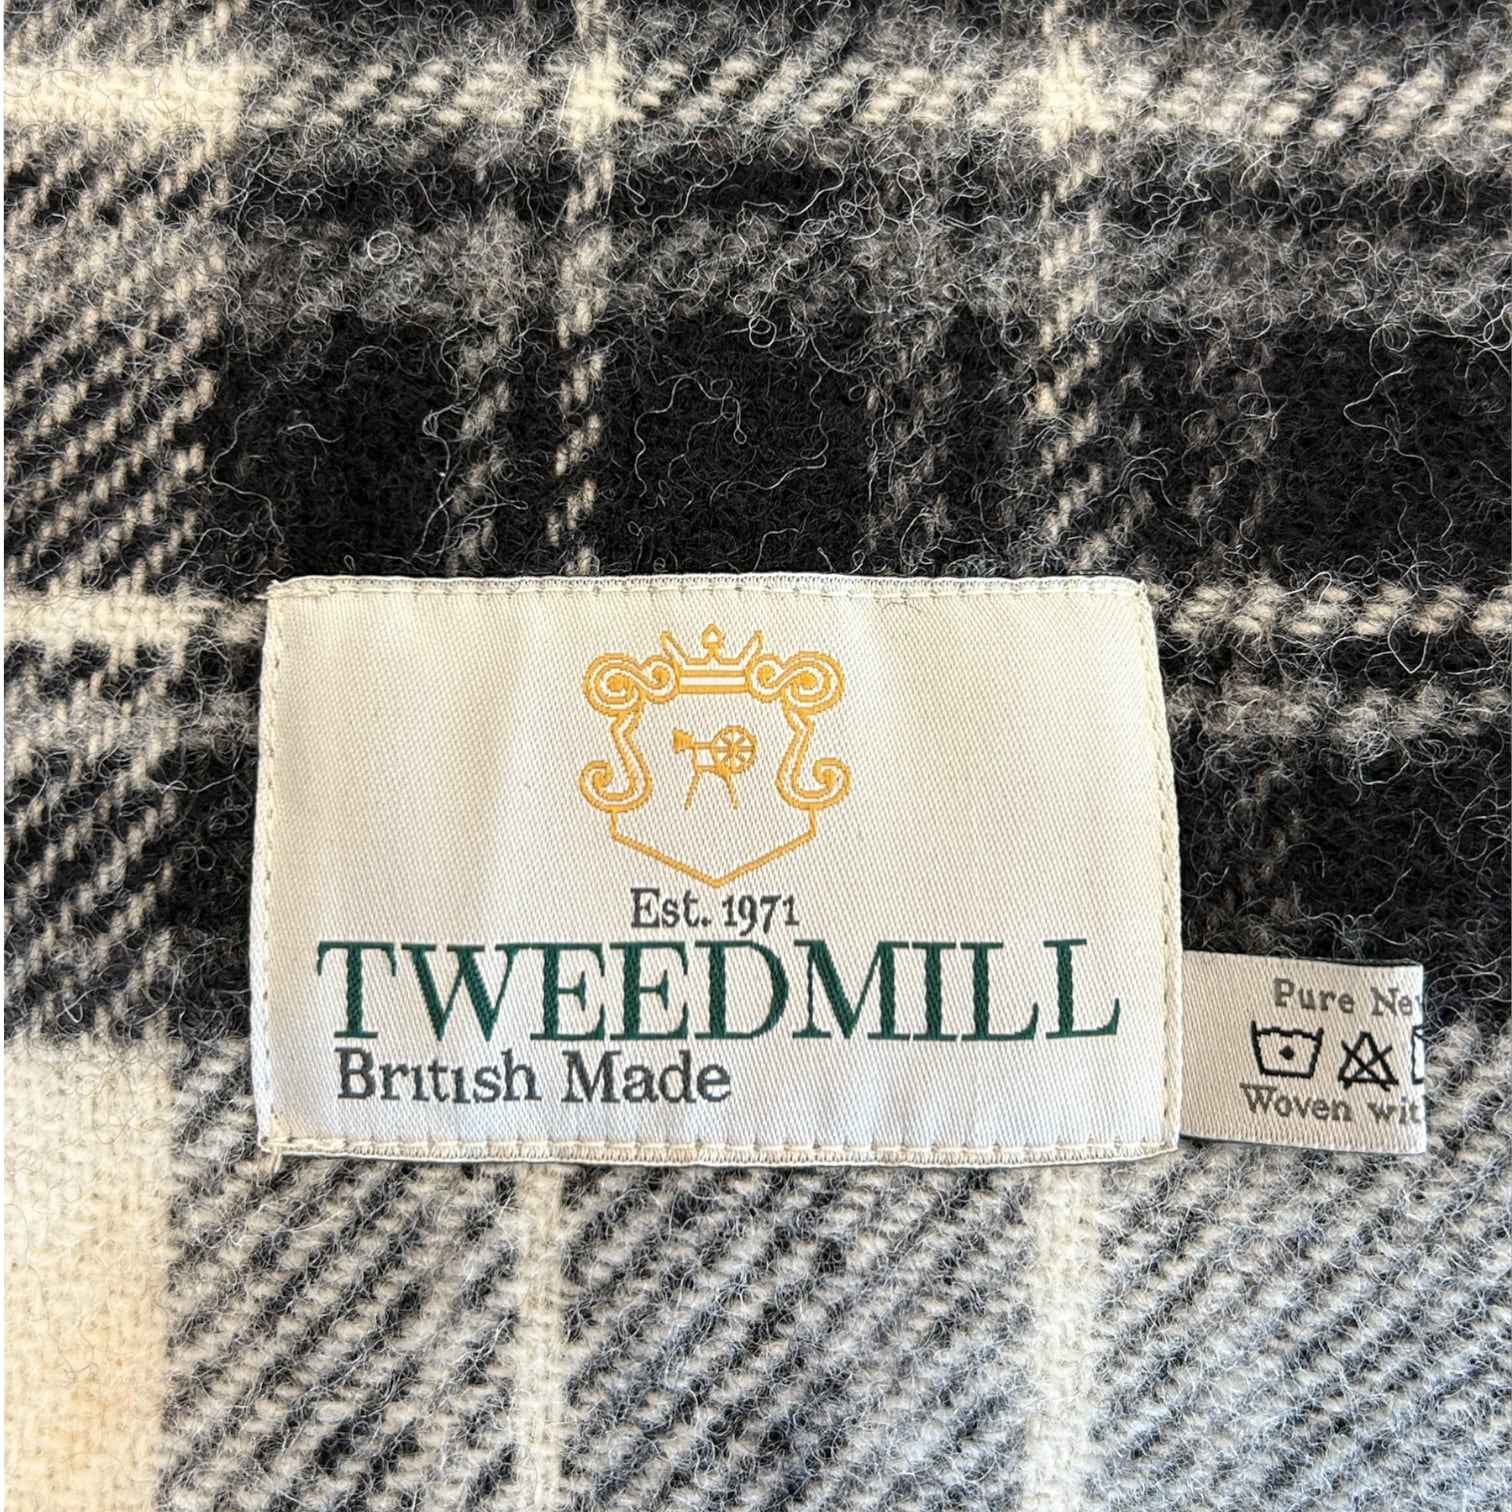 Est. 1971
TWEEDMILL
British Made
Pure Ne
Woven wit